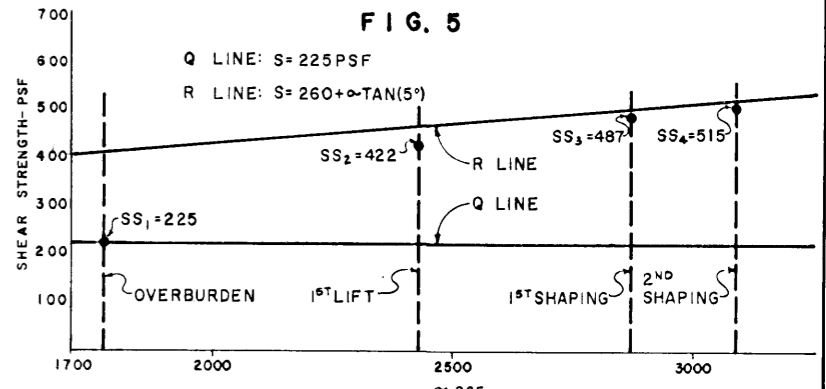 FIG. 5
700
600
500
400
300
200
100
SHEAR STRENGTH-PSF
Q LINE: S=225PSF
R LINE: S=260+∝TAN(5°)
SS1=225
SS2=422
SS3=487
SS4=515
R LINE
Q LINE
OVERBURDEN
1ST LIFT
1ST SHAPING
2ND
SHAPING
1700
2000
2500
3000